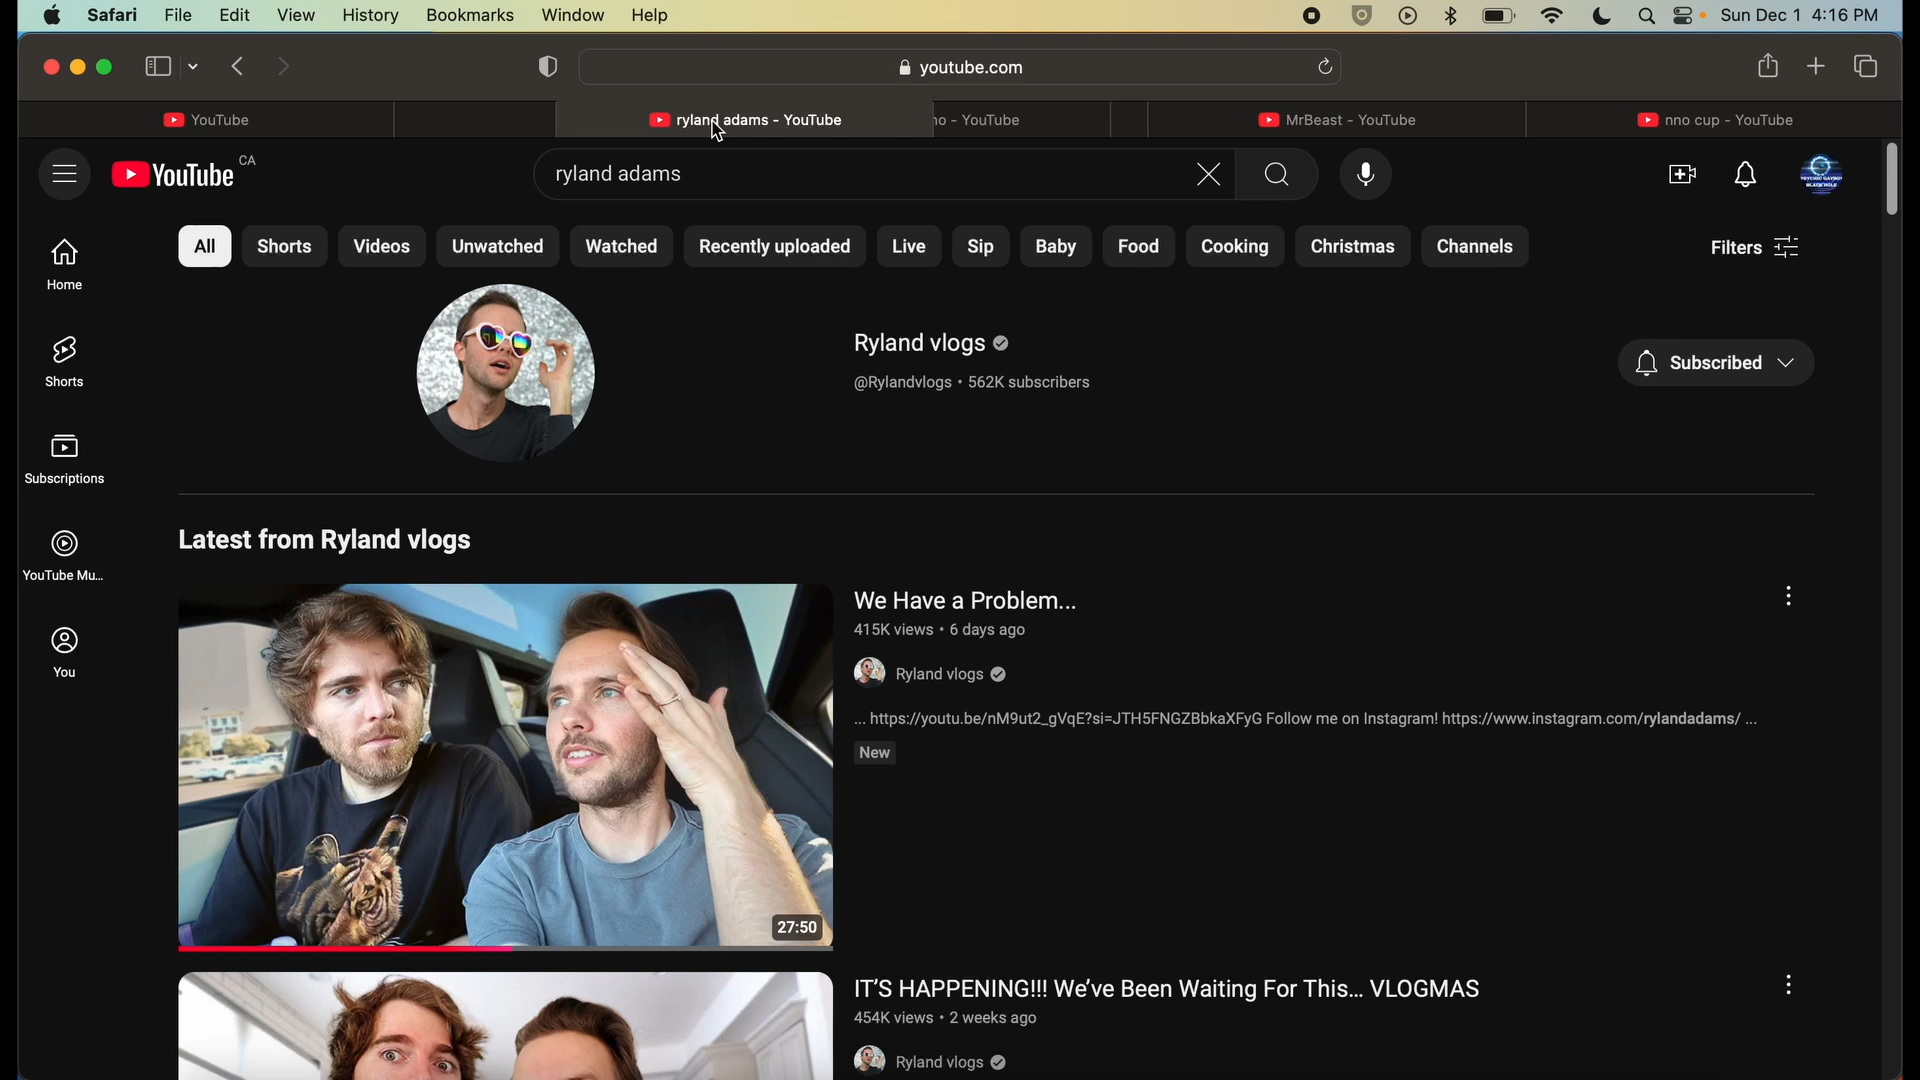 Safari File Edit View History Bookmarks Window Help Sun Dec 1 4:16 PM
youtube.com
YouTube ryland adams - YouTube no - YouTube MrBeast - YouTube nno cup - YouTube
YouTube CA ryland adams
All Shorts Videos Unwatched Watched Recently uploaded Live Sip Baby Food Cooking Christmas Channels Filters
Home
Shorts
Subscriptions
YouTube Mu...
You
Ryland vlogs
@Rylandvlogs • 562K subscribers
Subscribed
Latest from Ryland vlogs
27:50
We Have a Problem...
415K views • 6 days ago
Ryland vlogs
... https://youtu.be/nM9ut2_gVqE?si=JTH5FNGZBbkaXFyG Follow me on Instagram! https://www.instagram.com/rylandadams/ ...
New
IT'S HAPPENING!!! We've Been Waiting For This... VLOGMAS
454K views • 2 weeks ago
Ryland vlogs